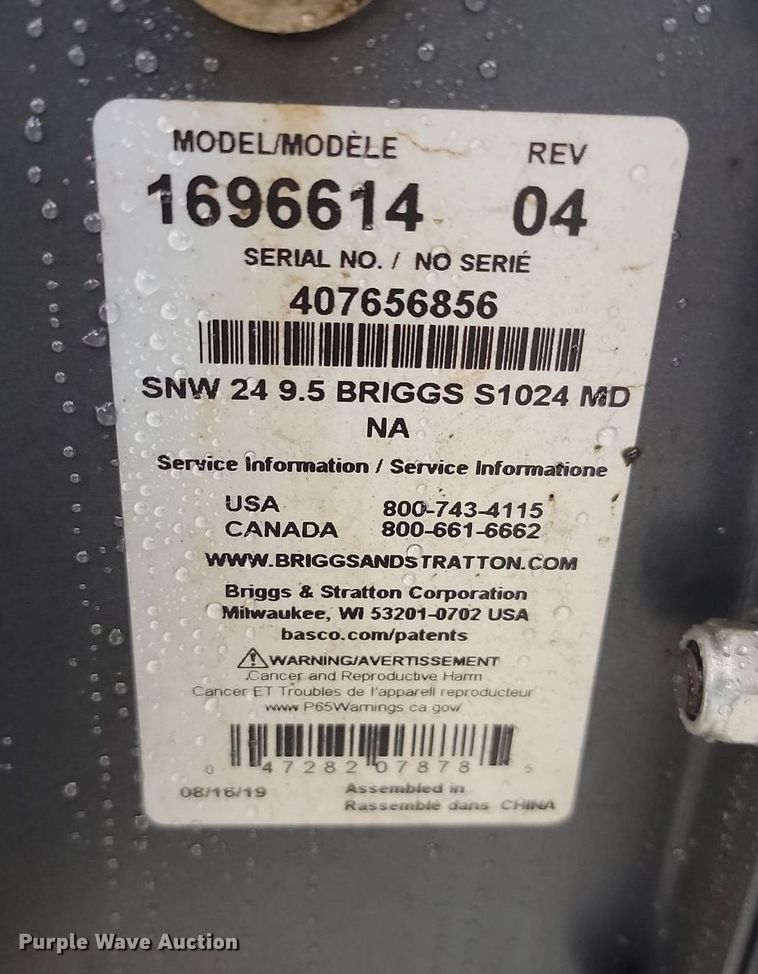 MODEL/MODÈLE REV
1696614 04
SERIAL NO. / NO SERIÉ
407656856
SNW 24 9.5 BRIGGS S1024 MD
NA
Service Information / Service Informatione
USA 800-743-4115
CANADA 800-661-6662
WWW.BRIGGSANDSTRATTON.COM
Briggs & Stratton Corporation
Milwaukee, WI 53201-0702 USA
basco.com/patents
WARNING/AVERTISSEMENT
Cancer and Reproductive Harm
Cancer ET Troubles de l'appareil reproducteur
www.P65Warnings.ca.gov/
0 47282 07878 5
08/16/19 Assembled in
Rassemblé dans CHINA
Purple Wave Auction